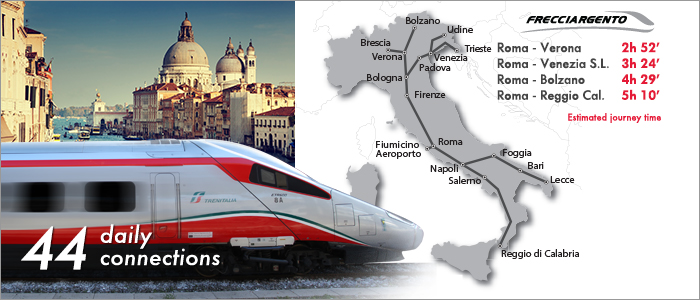 FRECCIARGENTO
Roma - Verona 2h 52'
Roma - Venezia S.L. 3h 24'
Roma - Bolzano 4h 29'
Roma - Reggio Cal. 5h 10'
Estimated journey time
Bolzano
Udine
Brescia
Trieste
Verona
Venezia
Padova
Bologna
Firenze
Fiumicino
Aeroporto
Roma
Foggia
Napoli
Bari
Salerno
Lecce
Reggio di Calabria
TRENITALIA
44 daily
connections